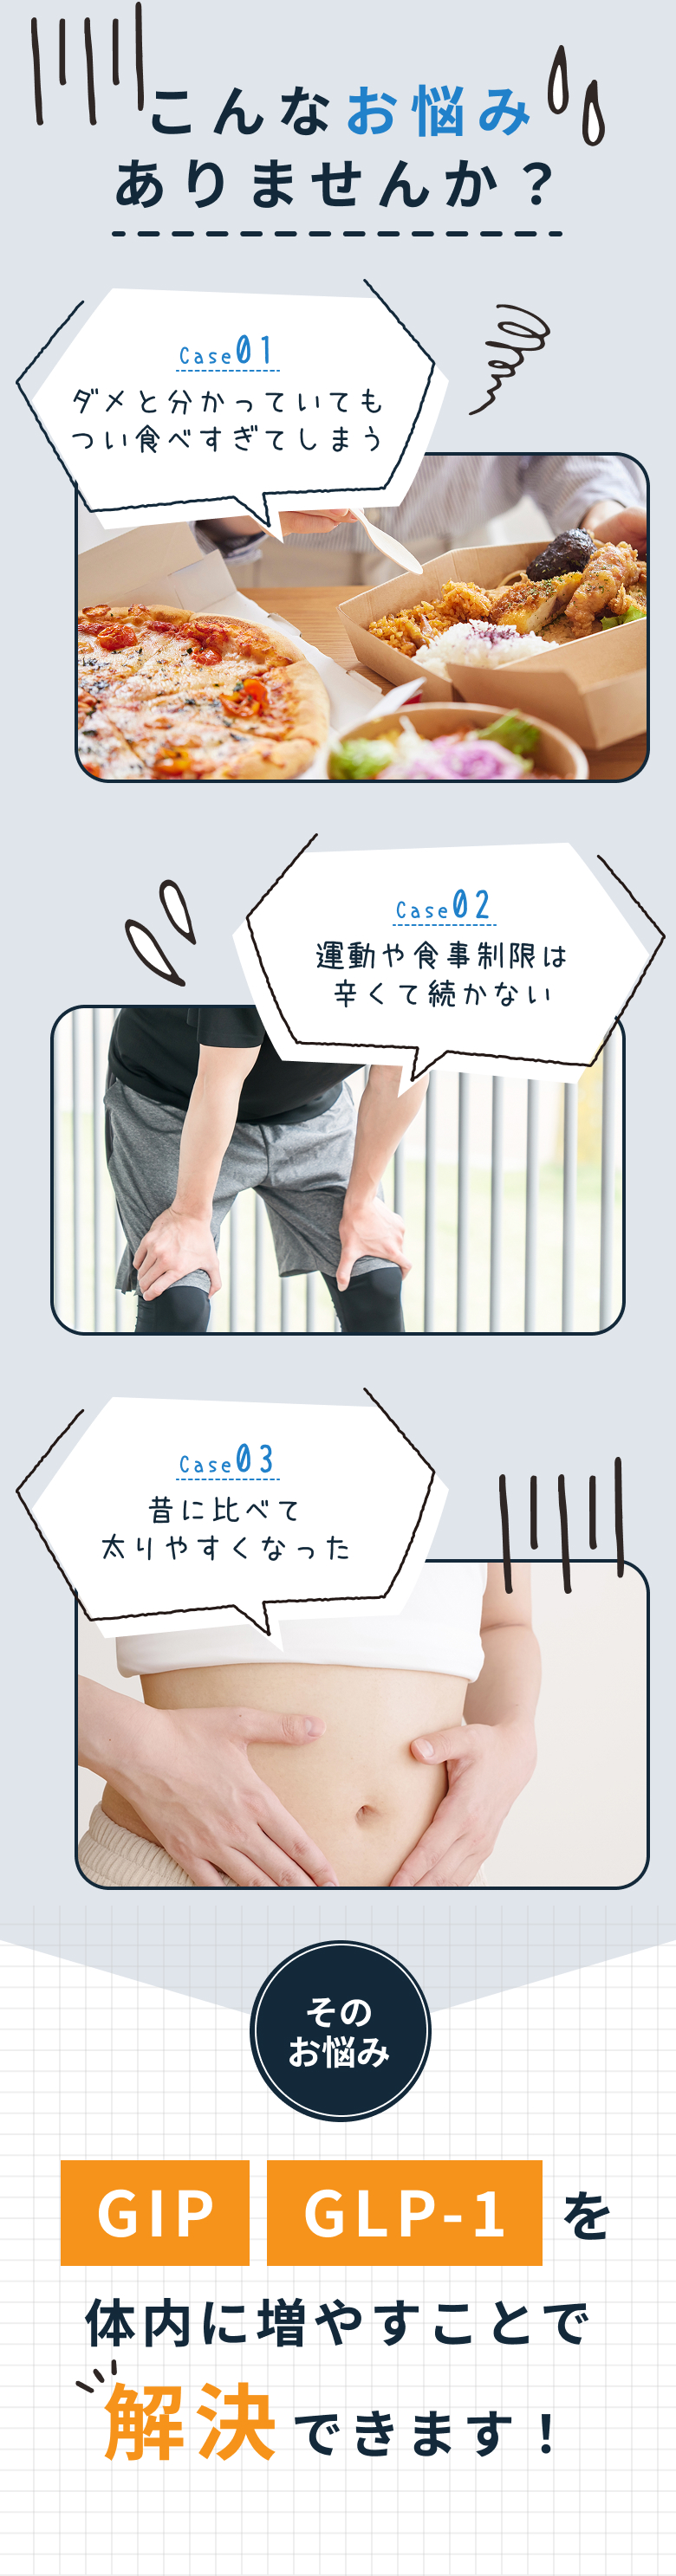 こんなお悩み
ありませんか？
Case01
ダメと分かっていても
つい食べすぎてしまう
Case02
運動や食事制限は
辛くて続かない
Case03
昔に比べて
太りやすくなった
その
お悩み
GIP GLP-1 を
体内に増やすことで
解決できます！